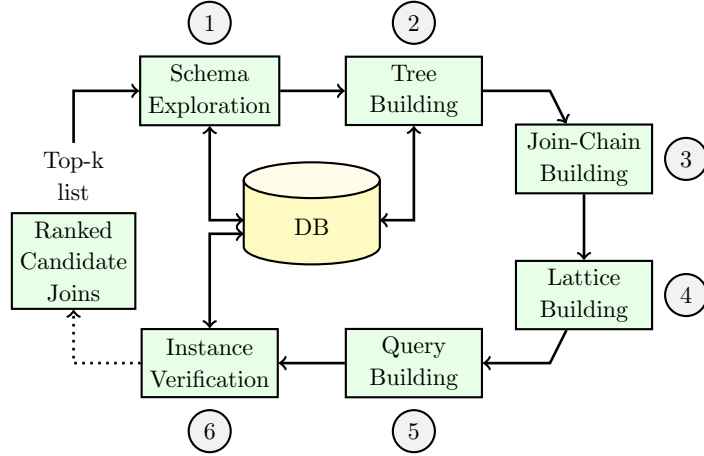 1
2
Schema
Exploration
Tree
Building
Join-Chain
Building
3
Top-k
list
DB
Ranked
Candidate
Joins
Lattice
Building
4
Instance
Verification
Query
Building
6
5